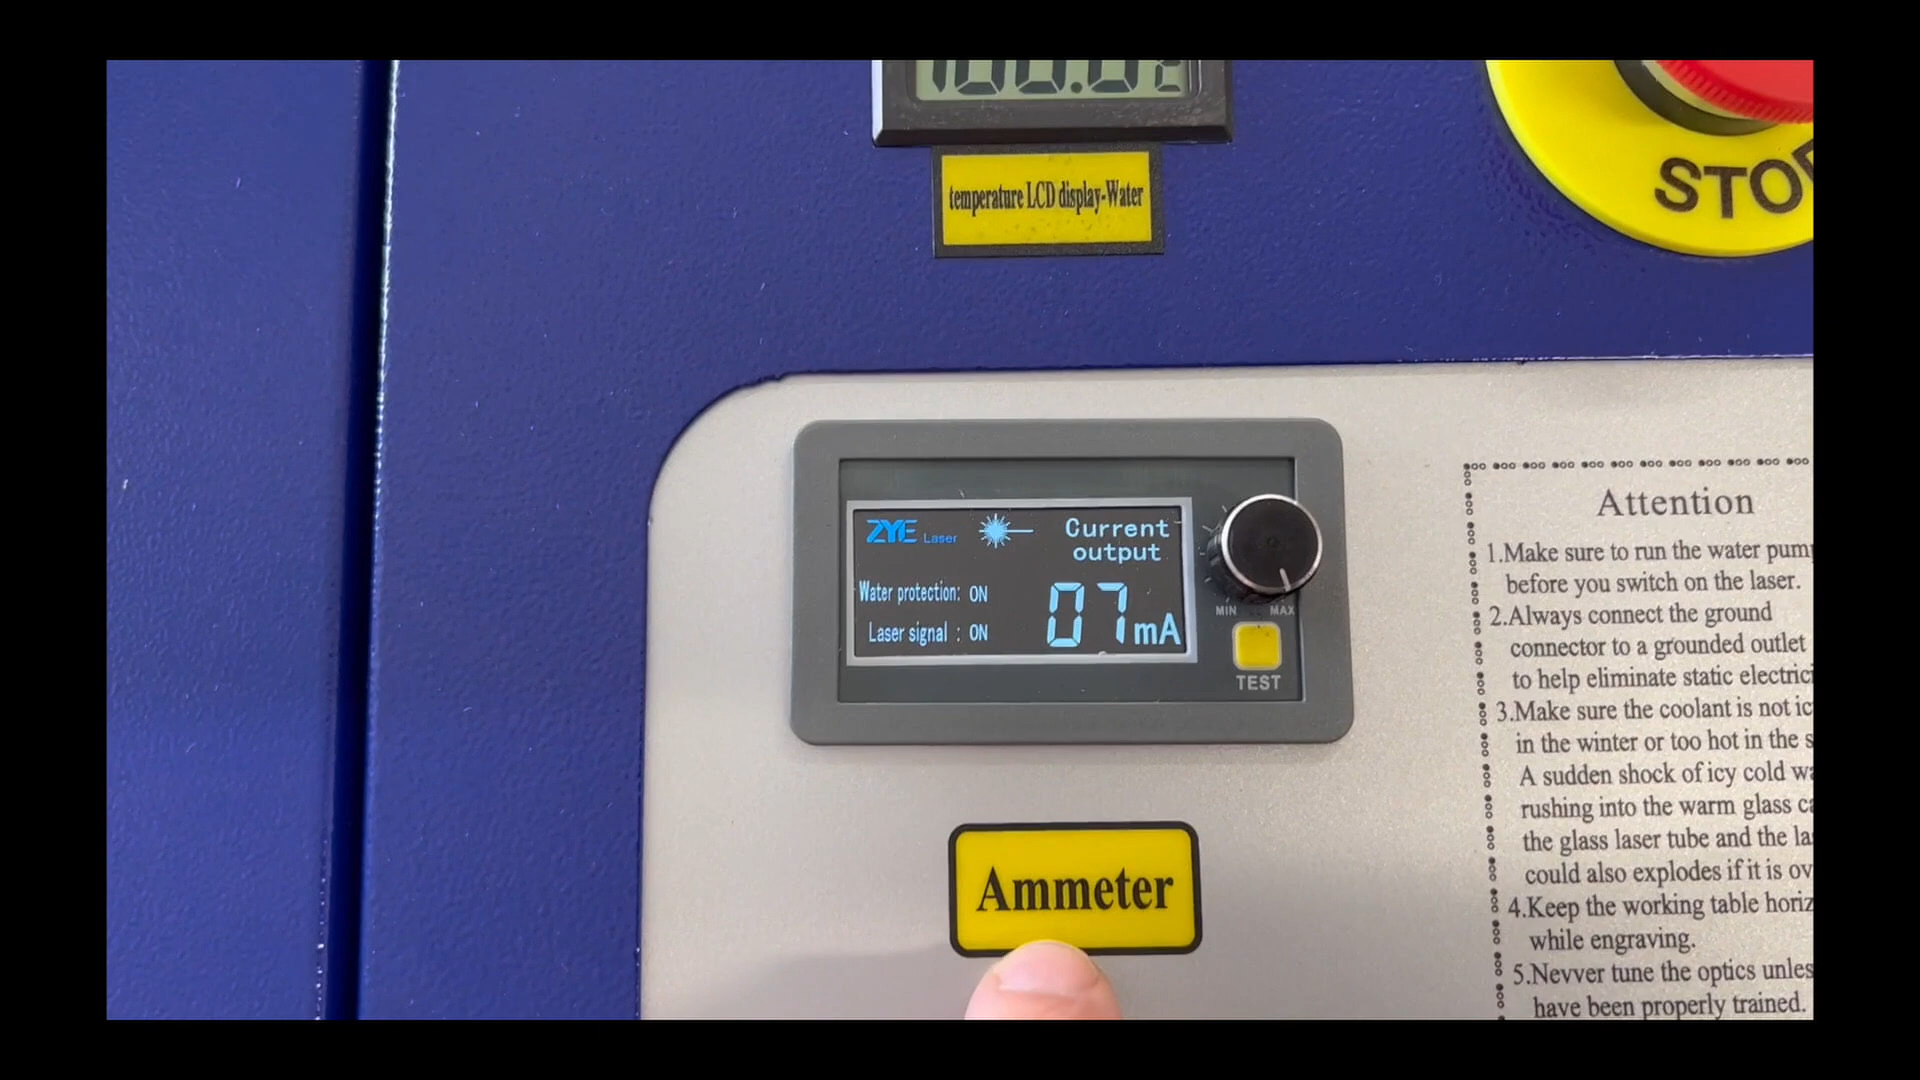 temperature LCD display-Water
STOP
ZYE Laser
Current
output
Water protection: ON
Laser signal : ON
07mA
MIN MAX
TEST
Ammeter
Attention
1.Make sure to run the water pum
before you switch on the laser.
2.Always connect the ground
connector to a grounded outlet
to help eliminate static electric
3.Make sure the coolant is not ic
in the winter or too hot in the s
A sudden shock of icy cold wa
rushing into the warm glass ca
the glass laser tube and the la
could also explodes if it is ov
4.Keep the working table horiz
while engraving.
5.Nevver tune the optics unles
have been properly trained.